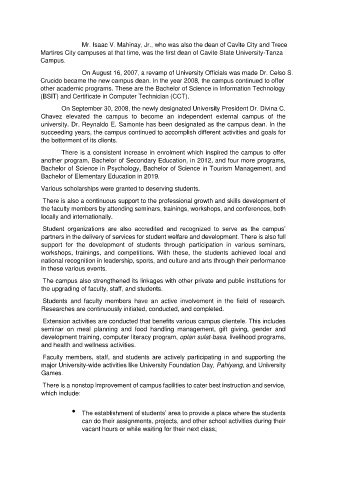 Mr. Isaac V. Mahinay, Jr., who was also the dean of Cavite City and Trece
Martires City campuses at that time, was the first dean of Cavite State University-Tanza
Campus.
On August 16, 2007, a revamp of University Officials was made Dr. Celso S.
Crucido became the new campus dean. In the year 2008, the campus continued to offer
other academic programs. These are the Bachelor of Science in Information Technology
(BSIT) and Certificate in Computer Technician (CCT).
On September 30, 2008, the newly designated University President Dr. Divina C.
Chavez elevated the campus to become an independent external campus of the
university. Dr. Reynaldo E. Samonte has been designated as the campus dean. In the
succeeding years, the campus continued to accomplish different activities and goals for
the betterment of its clients.
There is a consistent increase in enrolment which inspired the campus to offer
another program, Bachelor of Secondary Education, in 2012, and four more programs,
Bachelor of Science in Psychology, Bachelor of Science in Tourism Management, and
Bachelor of Elementary Education in 2019.
Various scholarships were granted to deserving students.
There is also a continuous support to the professional growth and skills development of
the faculty members by attending seminars, trainings, workshops, and conferences, both
locally and internationally.
Student organizations are also accredited and recognized to serve as the campus'
partners in the delivery of services for student welfare and development. There is also full
support for the development of students through participation in various seminars,
workshops, trainings, and competitions. With these, the students achieved local and
national recognition in leadership, sports, and culture and arts through their performance
in these various events.
The campus also strengthened its linkages with other private and public institutions for
the upgrading of faculty, staff, and students.
Students and faculty members have an active involvement in the field of research.
Researches are continuously initiated, conducted, and completed.
Extension activities are conducted that benefits various campus clientele. This includes
seminar on meal planning and food handling management, gift giving, gender and
development training, computer literacy program, oplan sulat-basa, livelihood programs,
and health and wellness activities.
Faculty members, staff, and students are actively participating in and supporting the
major University-wide activities like University Foundation Day, Pahiyang, and University
Games.
There is a nonstop improvement of campus facilities to cater best instruction and service,
which include:
• The establishment of students' area to provide a place where the students
can do their assignments, projects, and other school activities during their
vacant hours or while waiting for their next class;